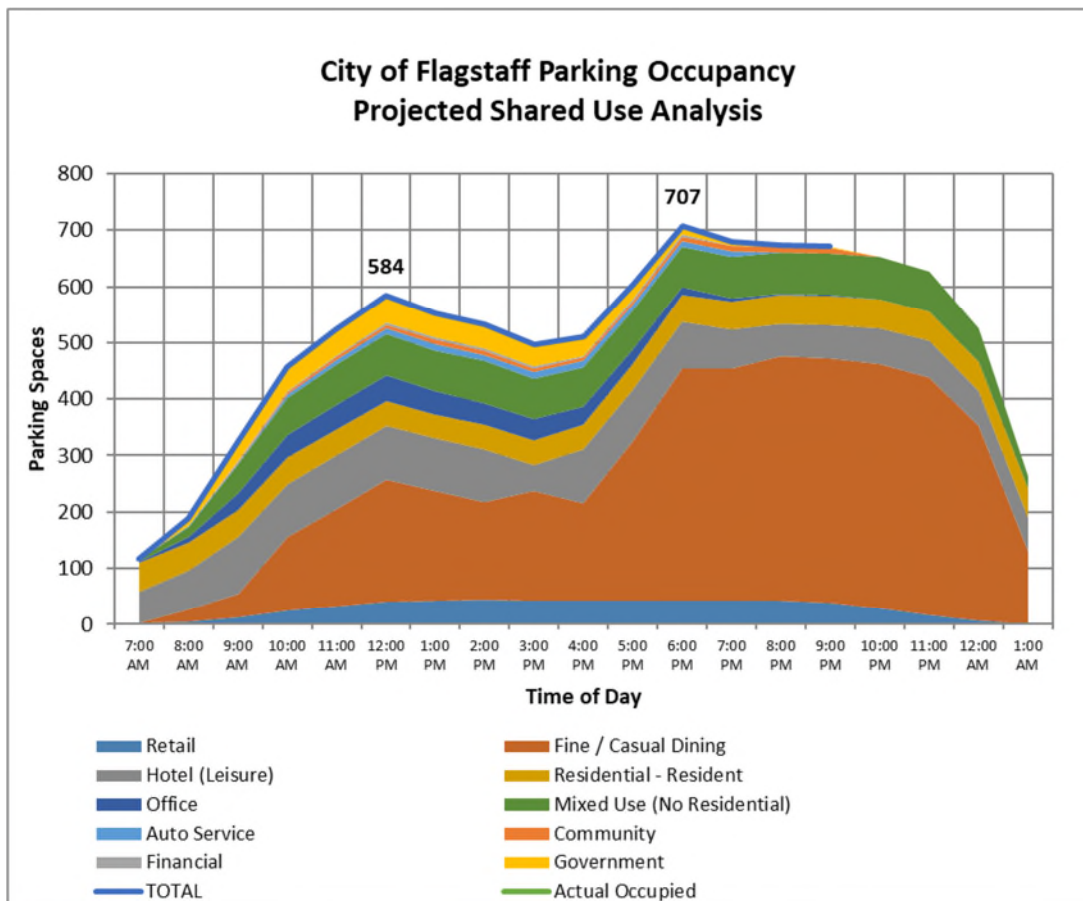 City of Flagstaff Parking Occupancy
Projected Shared Use Analysis
Parking Spaces
800
700
600
500
400
300
200
100
0
584
707
7:00 AM
8:00 AM
9:00 AM
10:00 AM
11:00 AM
12:00 PM
1:00 PM
2:00 PM
3:00 PM
4:00 PM
5:00 PM
6:00 PM
7:00 PM
8:00 PM
9:00 PM
10:00 PM
11:00 PM
12:00 AM
1:00 AM
Time of Day
Retail
Fine / Casual Dining
Hotel (Leisure)
Residential - Resident
Office
Mixed Use (No Residential)
Auto Service
Community
Financial
Government
TOTAL
Actual Occupied